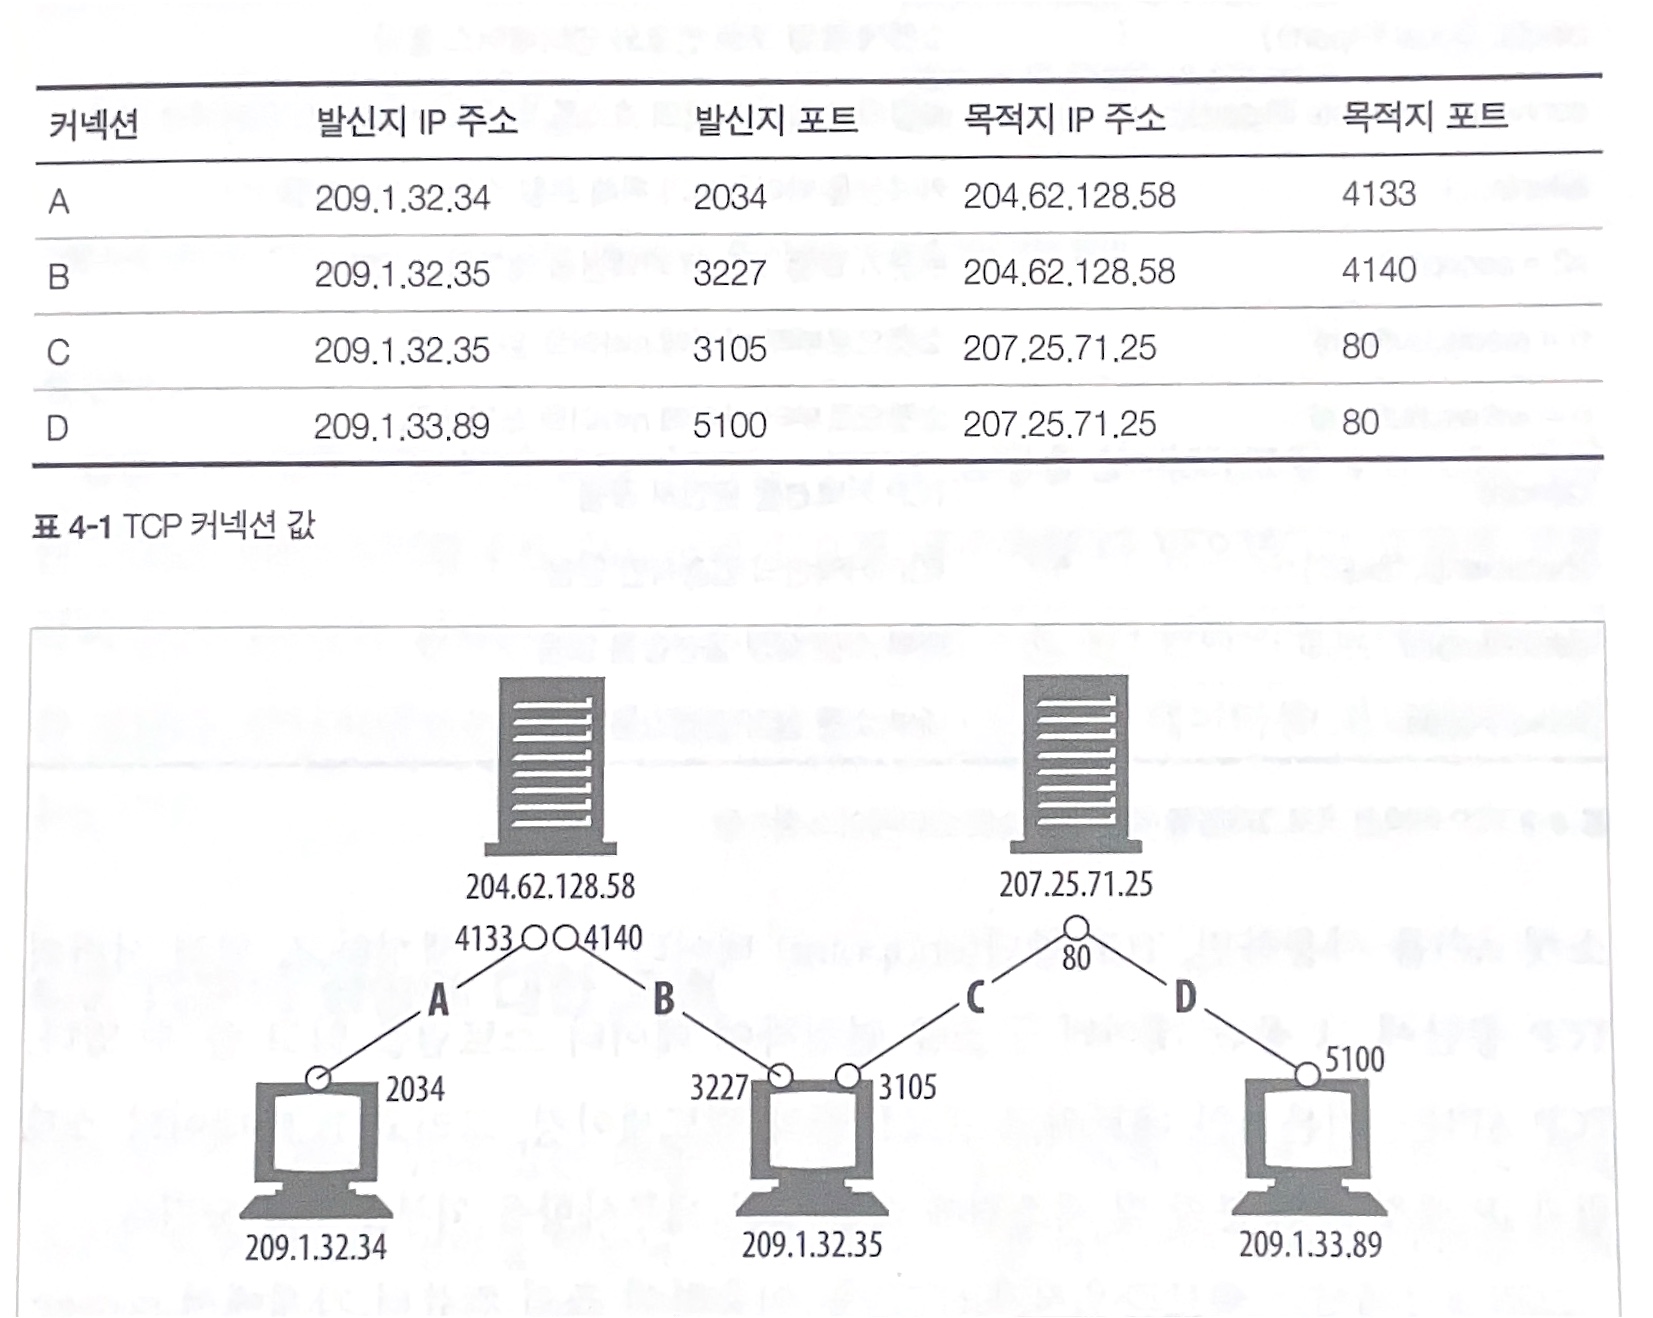 커넥션 발신지 IP 주소 발신지 포트 목적지 IP 주소 목적지 포트
A 209.1.32.34 2034 204.62.128.58 4133
B 209.1.32.35 3227 204.62.128.58 4140
C 209.1.32.35 3105 207.25.71.25 80
D 209.1.33.89 5100 207.25.71.25 80
표 4-1 TCP 커넥션 값
204.62.128.58 207.25.71.25
4133 4140 80
A B C D
2034 3227 3105 5100
209.1.32.34 209.1.32.35 209.1.33.89